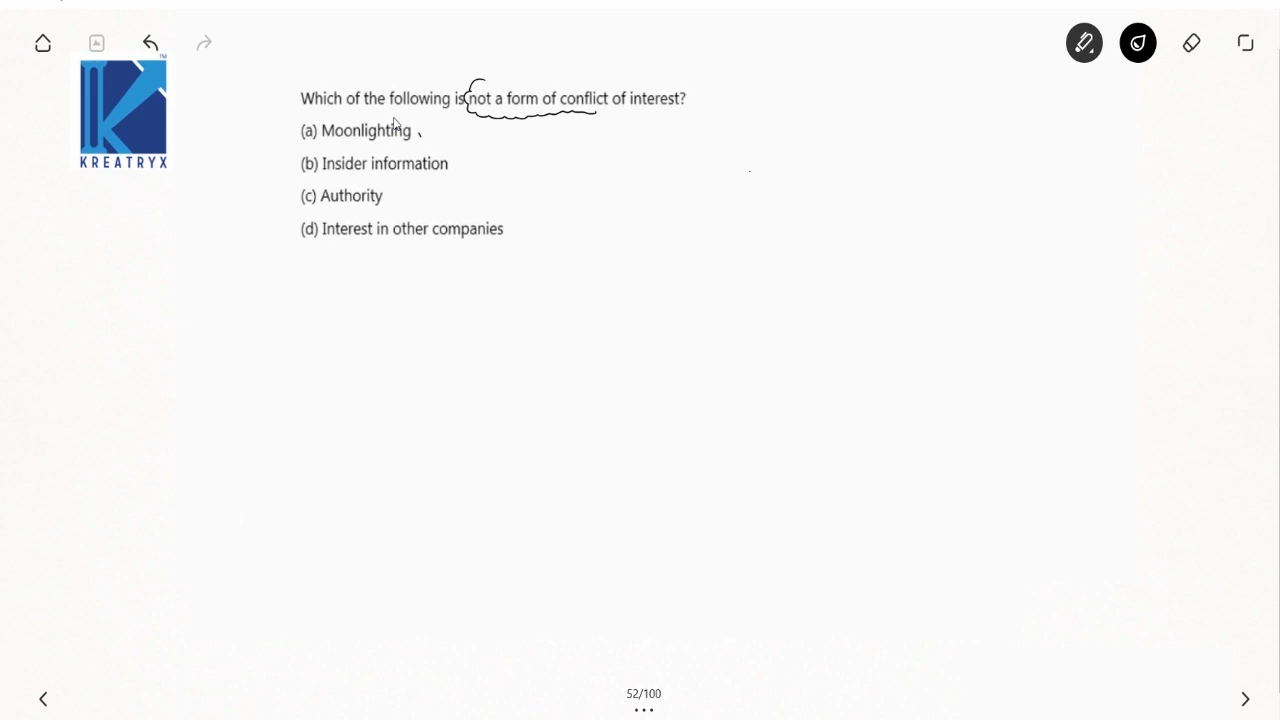 TM
KREATRYX
Which of the following is not a form of conflict of interest?
(a) Moonlighting
(b) Insider information
(c) Authority
(d) Interest in other companies
52/100